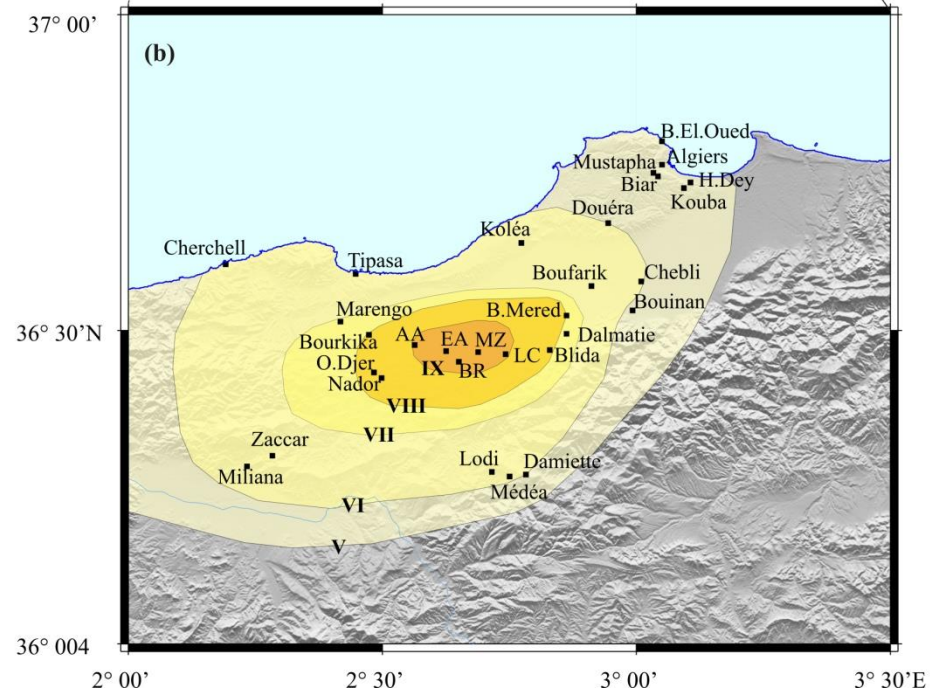 37° 00'
(b)
B.El.Oued
Mustapha
Algiers
Biar
H.Dey
Kouba
Douéra
Koléa
Cherchell
Tipasa
Boufarik
Chebli
Marengo
B.Mered
Bouinan
36° 50'N
Bourkika
AA
EA
MZ
Dalmatie
O.Djer
IX
BR
LC
Blida
Nador
VIII
VII
Zaccar
Lodi
Damiette
Miliana
Médéa
VI
V
36° 004
2° 00'
2° 30'
3° 00'
3° 30'E